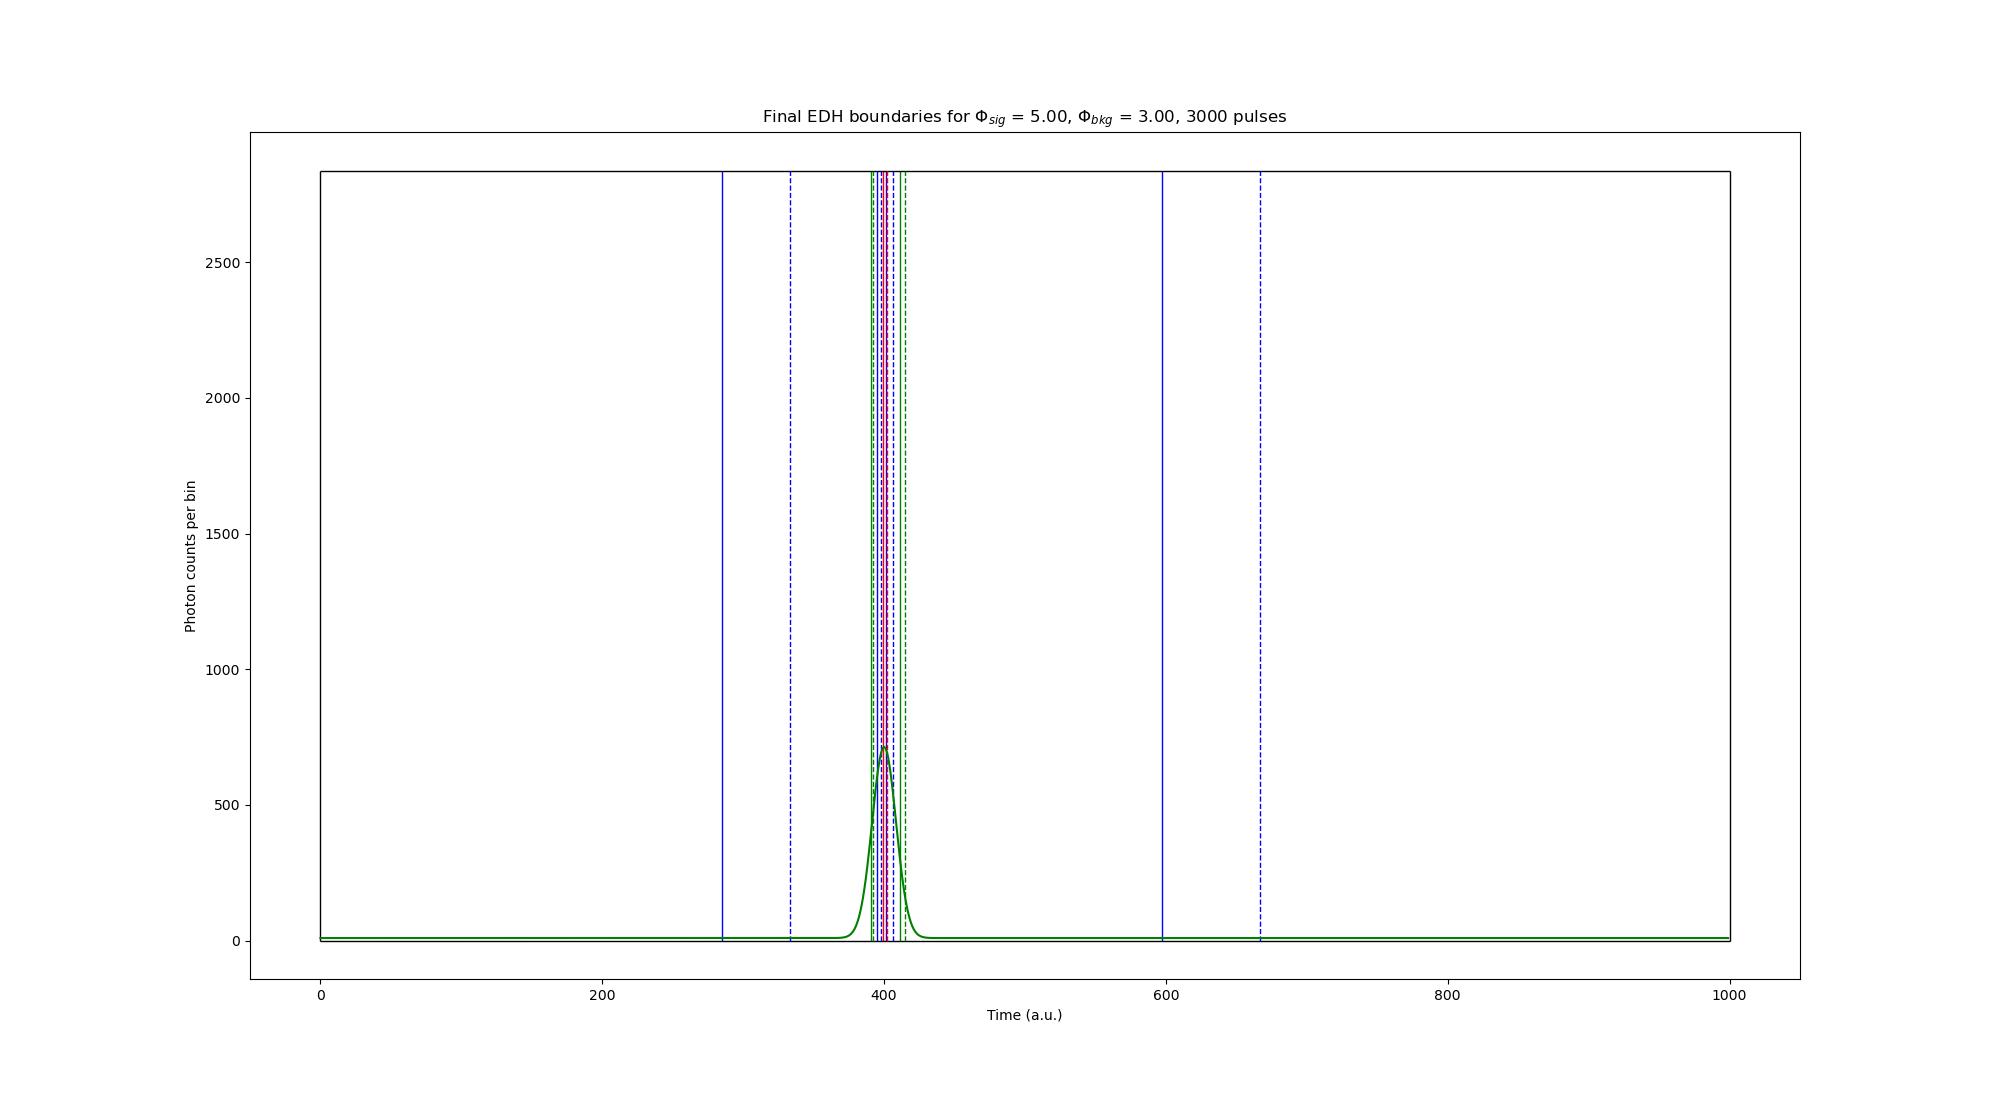 Final EDH boundaries for Φsig = 5.00, Φbkg = 3.00, 3000 pulses
Photon counts per bin
2500
2000
1500
1000
500
0
0 200 400 600 800 1000
Time (a.u.)